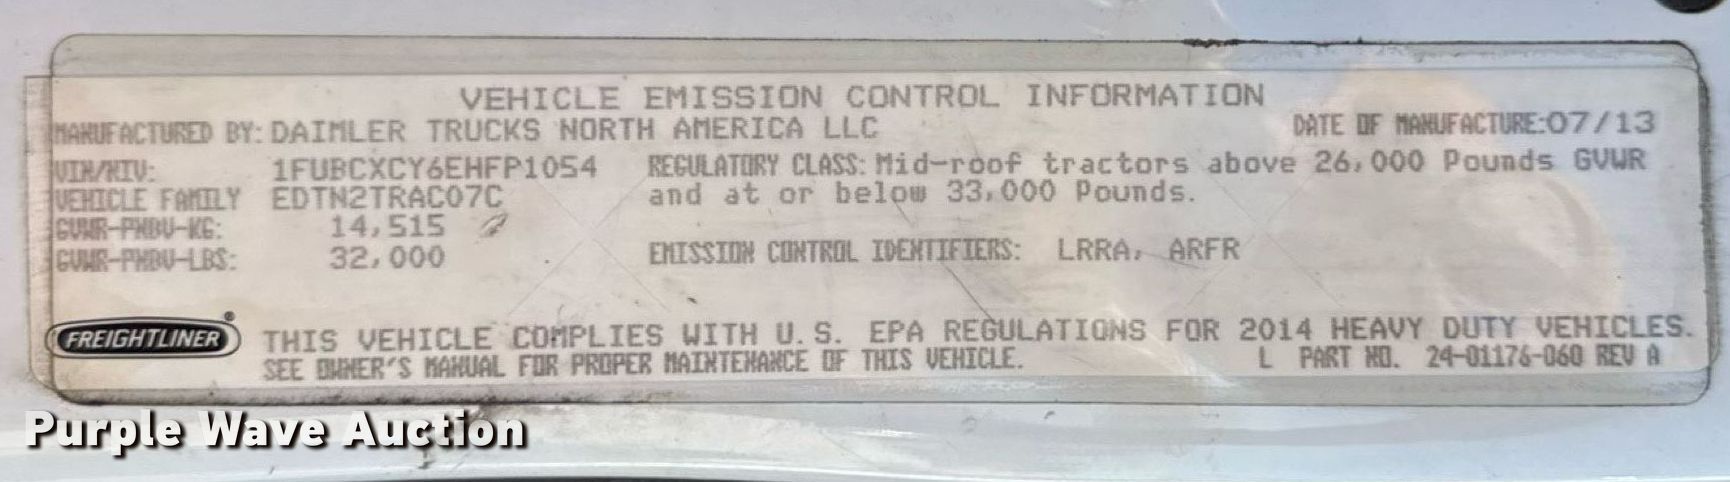 VEHICLE EMISSION CONTROL INFORMATION
MANUFACTURED BY: DAIMLER TRUCKS NORTH AMERICA LLC DATE OF MANUFACTURE:07/13
VIN/NIV: 1FUBCXCY6EHFP1054 REGULATORY CLASS: Mid-roof tractors above 26,000 Pounds GVWR
VEHICLE FAMILY EDTN2TRAC07C and at or below 33,000 Pounds.
GVWR-PNBV-KG: 14,515
GVWR-PNBV-LBS: 32,000 EMISSION CONTROL IDENTIFIERS: LRRA, ARFR
FREIGHTLINER® THIS VEHICLE COMPLIES WITH U.S. EPA REGULATIONS FOR 2014 HEAVY DUTY VEHICLES.
SEE OWNER'S MANUAL FOR PROPER MAINTENANCE OF THIS VEHICLE. L PART NO. 24-01176-060 REV A
Purple Wave Auction